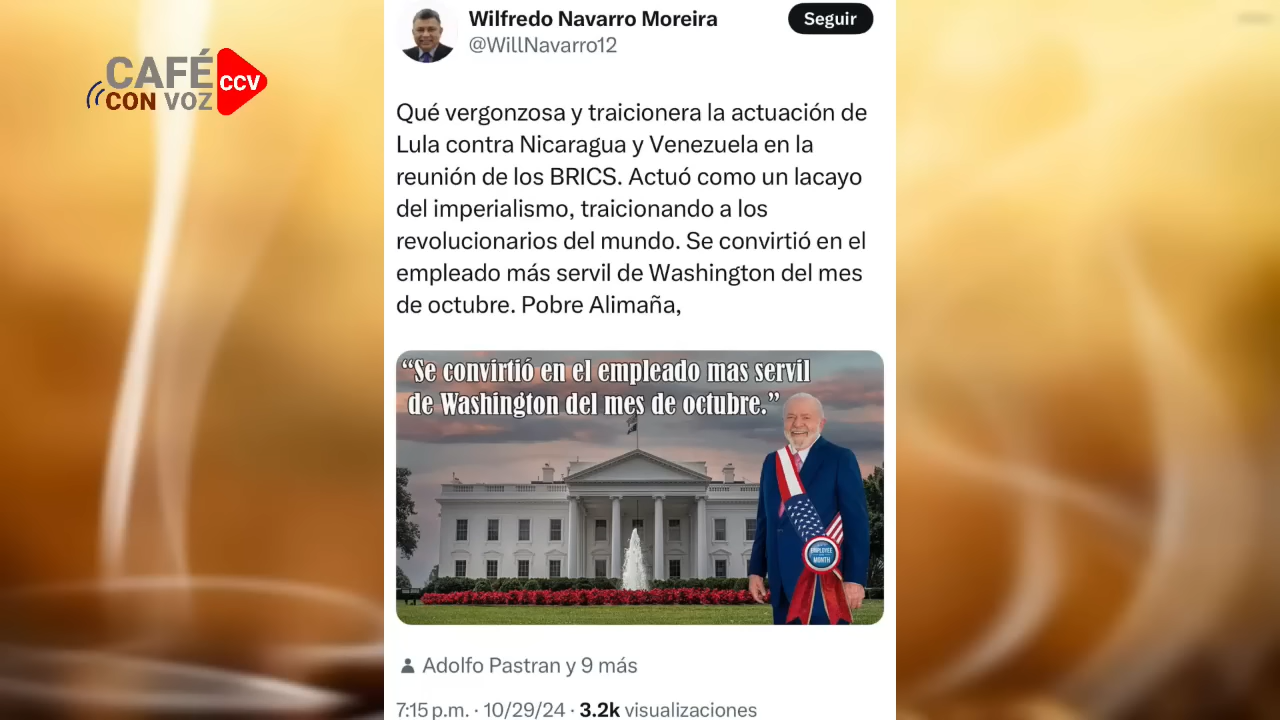 CAFÉ
CON VOZ
CCV
Wilfredo Navarro Moreira
@WillNavarro12
Seguir
Qué vergonzosa y traicionera la actuación de
Lula contra Nicaragua y Venezuela en la
reunión de los BRICS. Actuó como un lacayo
del imperialismo, traicionando a los
revolucionarios del mundo. Se convirtió en el
empleado más servil de Washington del mes
de octubre. Pobre Alimaña,
“Se convirtió en el empleado mas servil
de Washington del mes de octubre.”
EMPLOYEE
MONTH
Adolfo Pastran y 9 más
7:15 p.m. · 10/29/24 · 3.2k visualizaciones